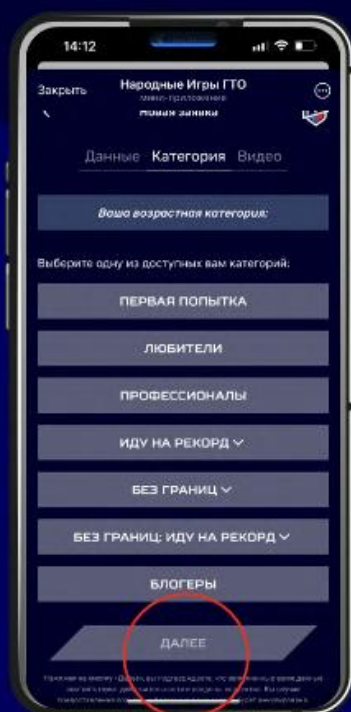 14:12
Закрыть
Народные Игры ГТО
мини-приложение
Новая заявка
Данные Категория Видео
Ваша возрастная категория:
Выберите одну из доступных вам категорий:
ПЕРВАЯ ПОПЫТКА
ЛЮБИТЕЛИ
ПРОФЕССИОНАЛЫ
ИДУ НА РЕКОРД
БЕЗ ГРАНИЦ
БЕЗ ГРАНИЦ: ИДУ НА РЕКОРД
БЛОГЕРЫ
ДАЛЕЕ